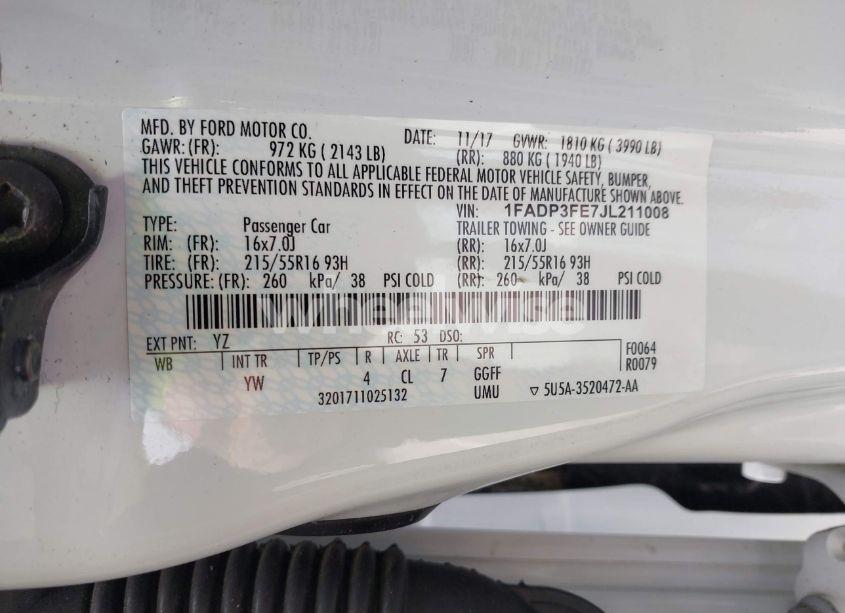 MFD. BY FORD MOTOR CO. DATE: 11/17 GVWR: 1810 KG ( 3990 LB)
GAWR: (FR): 972 KG ( 2143 LB) (RR): 880 KG ( 1940 LB)
THIS VEHICLE CONFORMS TO ALL APPLICABLE FEDERAL MOTOR VEHICLE SAFETY, BUMPER,
AND THEFT PREVENTION STANDARDS IN EFFECT ON THE DATE OF MANUFACTURE SHOWN ABOVE.
VIN: 1FADP3FE7JL211008
TYPE: Passenger Car TRAILER TOWING - SEE OWNER GUIDE
RIM: (FR): 16x7.0J (RR): 16x7.0J
TIRE: (FR): 215/55R16 93H (RR): 215/55R16 93H
PRESSURE: (FR): 260 kPa/ 38 PSI COLD (RR): 260 kPa/ 38 PSI COLD
wheelwise
EXT PNT: YZ RC: 53 DSO:
WB INT TR TP/PS R AXLE TR SPR F0064
YW 4 CL 7 GGFF R0079
3201711025132 UMU ▽ 5U5A-3520472-AA